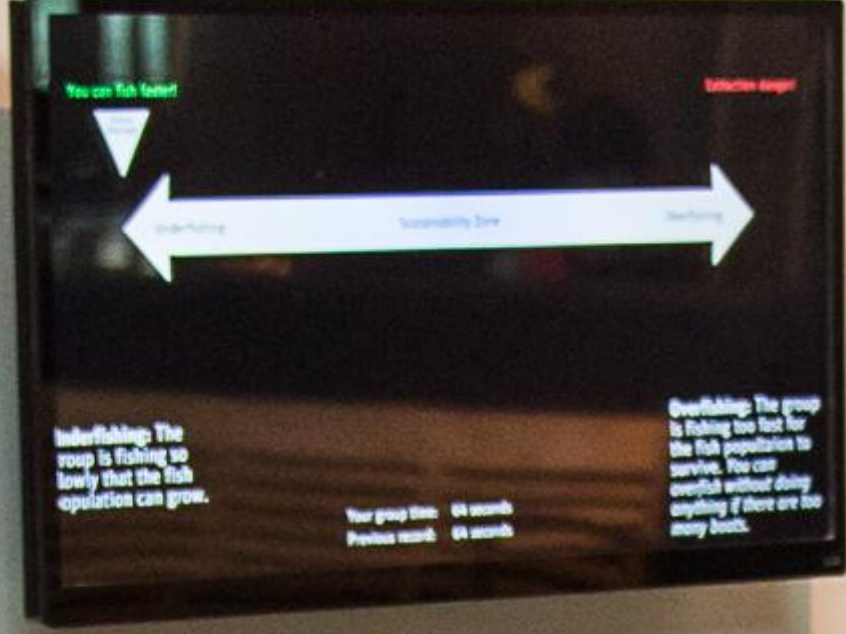 You can fish faster!
Extinction danger!
Underfishing
Sustainability Zone
Overfishing
Inderfishing: The
roup is fishing so
lowly that the fish
opulation can grow.
Your group time: 64 seconds
Previous record: 64 seconds
Overfishing: The group
is fishing too fast for
the fish popultaion to
survive. You can
overfish without doing
anything if there are too
many boats.